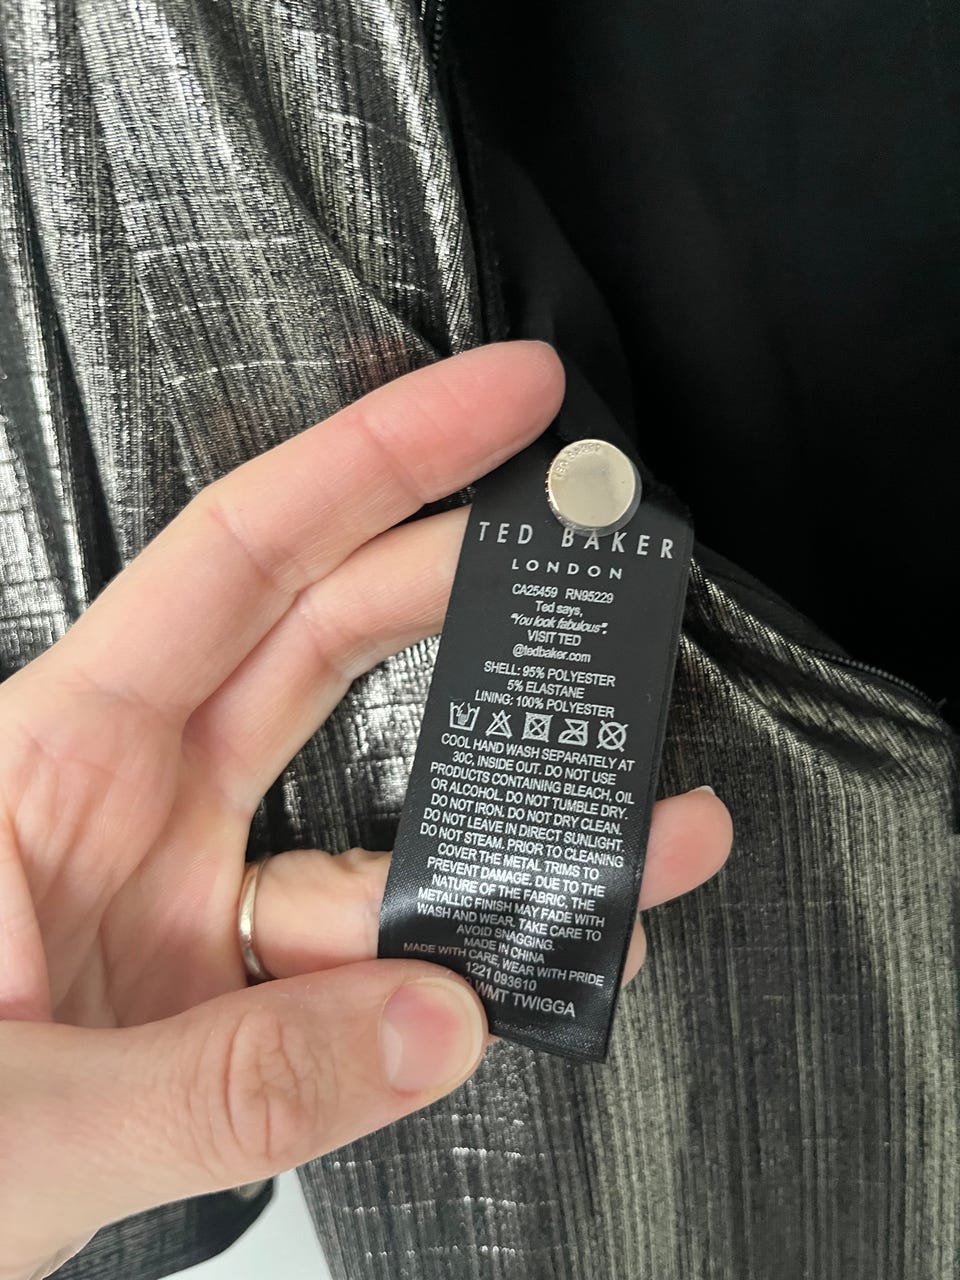 TED BAKER
TED BAKER
LONDON
CA25459 RN95229
Ted says,
"You look fabulous".
VISIT TED
@tedbaker.com
SHELL: 95% POLYESTER
5% ELASTANE
LINING: 100% POLYESTER
COOL HAND WASH SEPARATELY AT
30C, INSIDE OUT. DO NOT USE
PRODUCTS CONTAINING BLEACH, OIL
OR ALCOHOL. DO NOT TUMBLE DRY.
DO NOT IRON. DO NOT DRY CLEAN.
DO NOT LEAVE IN DIRECT SUNLIGHT.
DO NOT STEAM. PRIOR TO CLEANING
COVER THE METAL TRIMS TO
PREVENT DAMAGE. DUE TO THE
NATURE OF THE FABRIC, THE
METALLIC FINISH MAY FADE WITH
WASH AND WEAR. TAKE CARE TO
AVOID SNAGGING.
MADE IN CHINA
MADE WITH CARE, WEAR WITH PRIDE
1221 093610
WMT TWIGGA